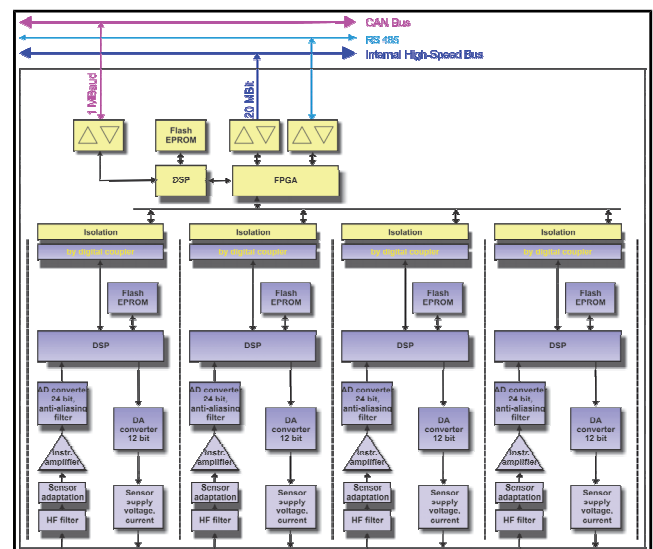 CAN Bus
RS 485
Internal High-Speed Bus
1 MBaud
20 MBit
Flash
EPROM
DSP
FPGA
Isolation
by digital coupler
Isolation
by digital coupler
Isolation
by digital coupler
Isolation
by digital coupler
Flash
EPROM
Flash
EPROM
Flash
EPROM
Flash
EPROM
DSP
DSP
DSP
DSP
AD converter
24 bit,
anti-aliasing
filter
DA
converter
12 bit
AD converter
24 bit,
anti-aliasing
filter
DA
converter
12 bit
AD converter
24 bit,
anti-aliasing
filter
DA
converter
12 bit
AD converter
24 bit,
anti-aliasing
filter
DA
converter
12 bit
Instr.
amplifier
Instr.
amplifier
Instr.
amplifier
Instr.
amplifier
Sensor
adaptation
Sensor
supply
voltage,
current
Sensor
adaptation
Sensor
supply
voltage,
current
Sensor
adaptation
Sensor
supply
voltage,
current
Sensor
adaptation
Sensor
supply
voltage,
current
HF filter
HF filter
HF filter
HF filter